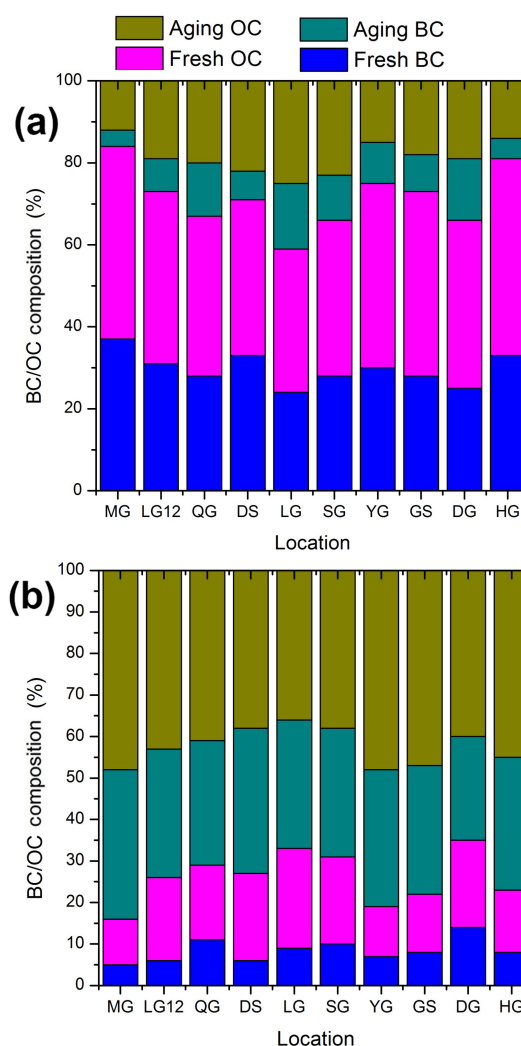 Aging OC Aging BC
Fresh OC Fresh BC
(a)
BC/OC composition (%)
100
80
60
40
20
0
MG LG12 QG DS LG SG YG GS DG HG
Location
(b)
BC/OC composition (%)
100
90
80
70
60
50
40
30
20
10
0
MG LG12 QG DS LG SG YG GS DG HG
Location